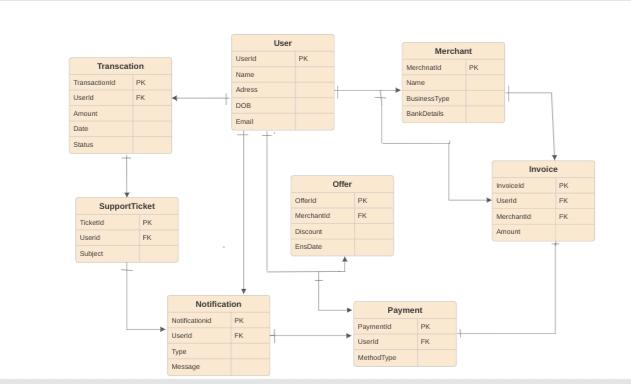 User
UserId PK
Name
Adress
DOB
Email
Merchant
MerchnatId PK
Name
BusinessType
BankDetails
Transcation
TransactionId PK
UserId FK
Amount
Date
Status
Invoice
InvoiceId PK
UserId FK
MerchantId FK
Amount
Offer
OfferId PK
MerchantId FK
Discount
EnsDate
SupportTicket
TicketId PK
Userid FK
Subject
Notification
Notificationid PK
UserId FK
Type
Message
Payment
PaymentId PK
UserId FK
MethodType